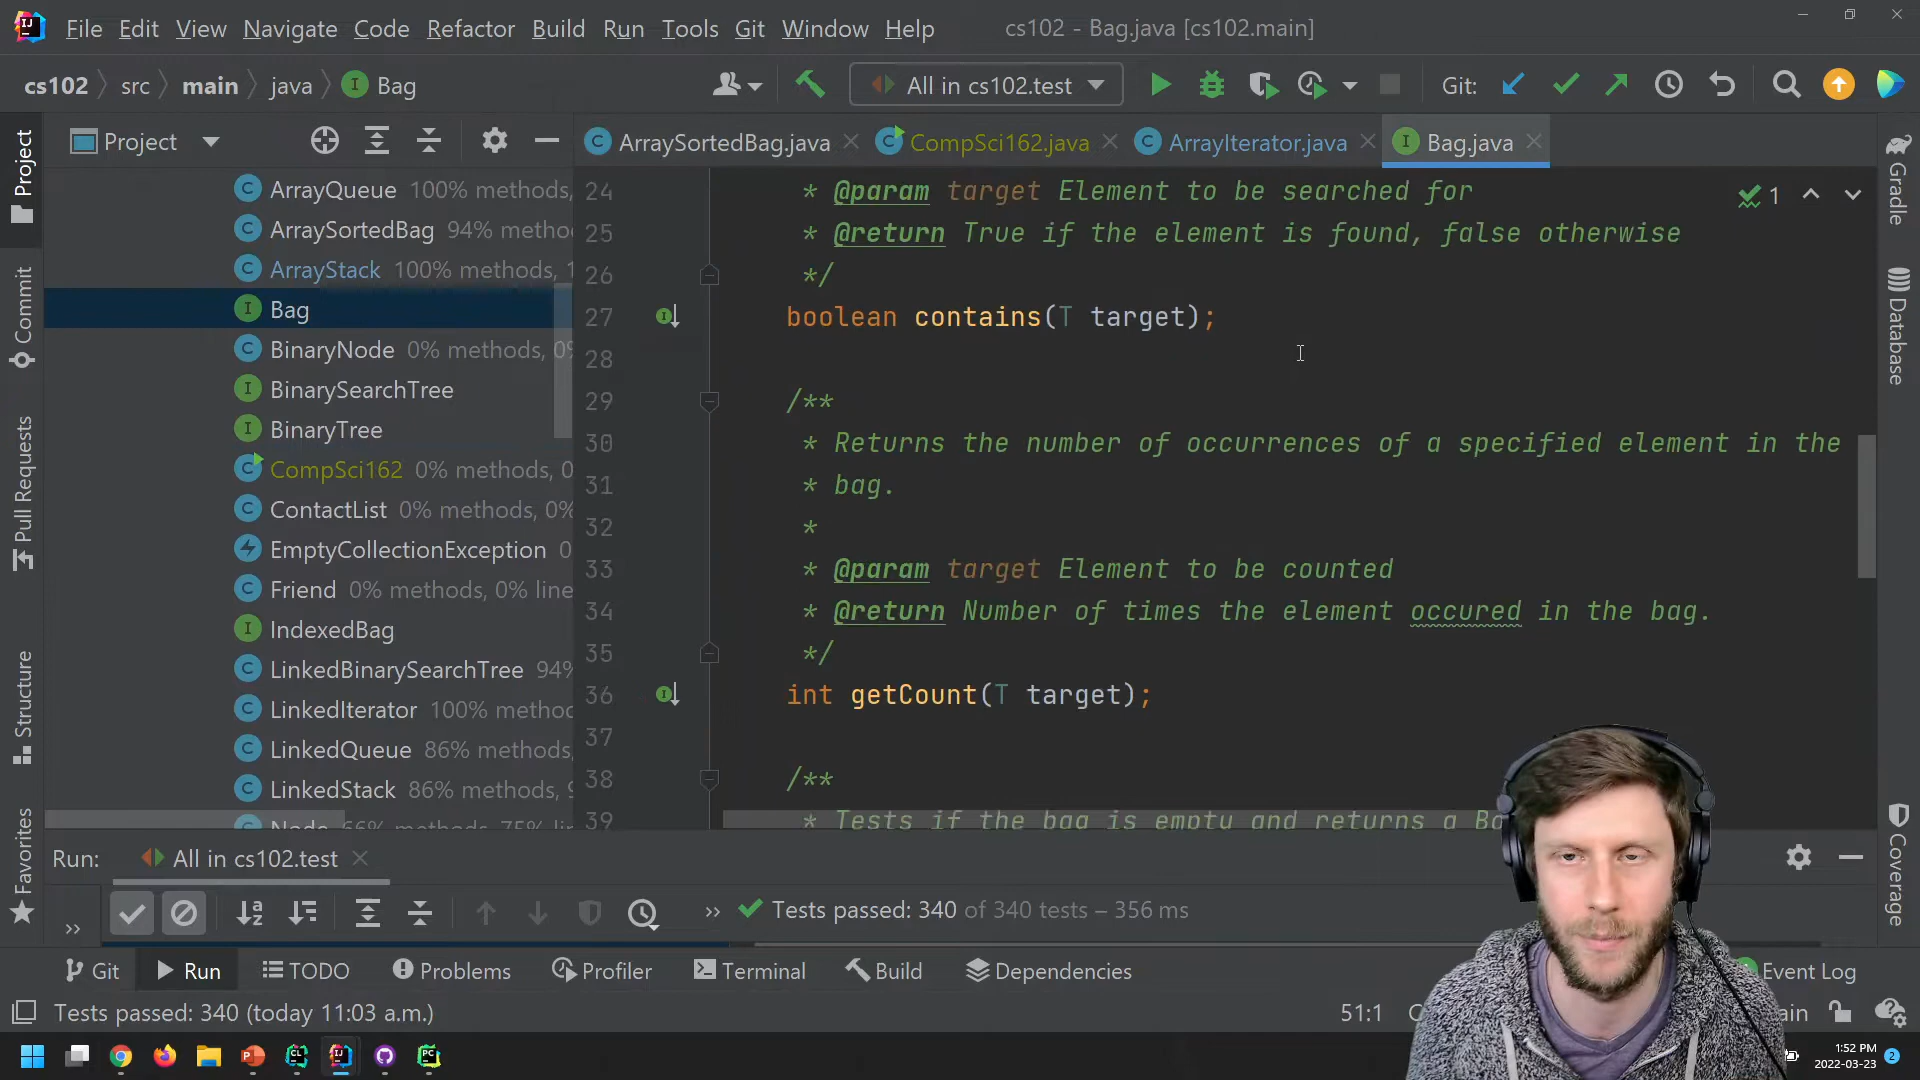 File Edit View Navigate Code Refactor Build Run Tools Git Window Help cs102 - Bag.java [cs102.main]
cs102 src main java Bag All in cs102.test Git:
Project
ArraySortedBag.java CompSci162.java ArrayIterator.java Bag.java
Project
Commit
Pull Requests
Structure
Favorites
ArrayQueue 100% methods,
ArraySortedBag 94% metho
ArrayStack 100% methods, 1
Bag
BinaryNode 0% methods, 0%
BinarySearchTree
BinaryTree
CompSci162 0% methods, 0
ContactList 0% methods, 0%
EmptyCollectionException 0
Friend 0% methods, 0% line
IndexedBag
LinkedBinarySearchTree 94%
LinkedIterator 100% method
LinkedQueue 86% methods,
LinkedStack 86% methods, 9
Node 66% methods, 75% lin
24 * @param target Element to be searched for
25 * @return True if the element is found, false otherwise
26 */
27 boolean contains(T target);
28
29 /**
30 * Returns the number of occurrences of a specified element in the
31 * bag.
32 *
33 * @param target Element to be counted
34 * @return Number of times the element occured in the bag.
35 */
36 int getCount(T target);
37
38 /**
39 * Tests if the bag is empty and returns a Bo
1
Gradle
Database
Coverage
Run: All in cs102.test
Tests passed: 340 of 340 tests – 356 ms
Git Run TODO Problems Profiler Terminal Build Dependencies Event Log
Tests passed: 340 (today 11:03 a.m.) 51:1 ain
1:52 PM
2022-03-23 2